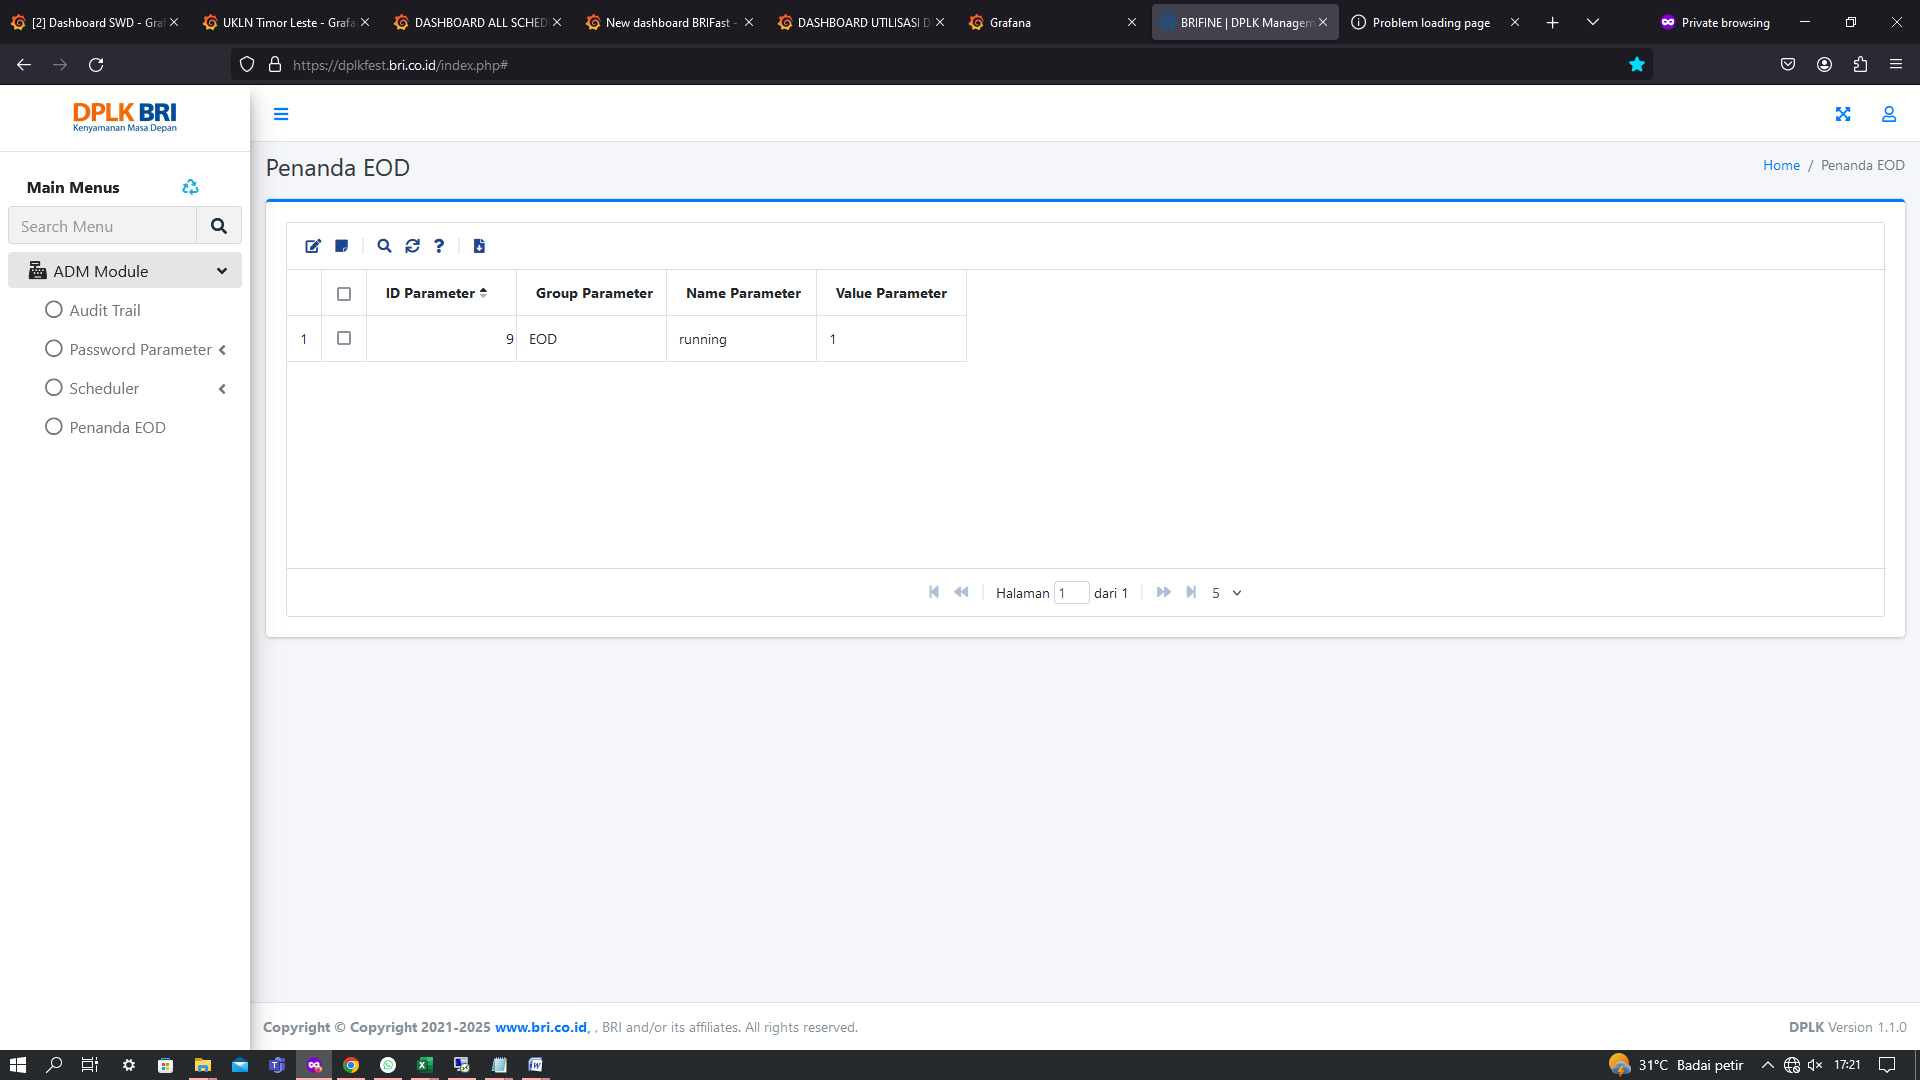 [2] Dashboard SWD - Graf
UKLN Timor Leste - Grafa
DASHBOARD ALL SCHED
New dashboard BRIFast -
DASHBOARD UTILISASI D
Grafana
BRIFINE | DPLK Managem
Problem loading page
Private browsing
https://dplkfest.bri.co.id/index.php#
DPLK BRI
Kenyamanan Masa Depan
Main Menus
Search Menu
ADM Module
Audit Trail
Password Parameter
Scheduler
Penanda EOD
Penanda EOD
Home / Penanda EOD
ID Parameter Group Parameter Name Parameter Value Parameter
1 9 EOD running 1
Halaman 1 dari 1 5
Copyright © Copyright 2021-2025 www.bri.co.id, , BRI and/or its affiliates. All rights reserved.
DPLK Version 1.1.0
31°C Badai petir 17:21